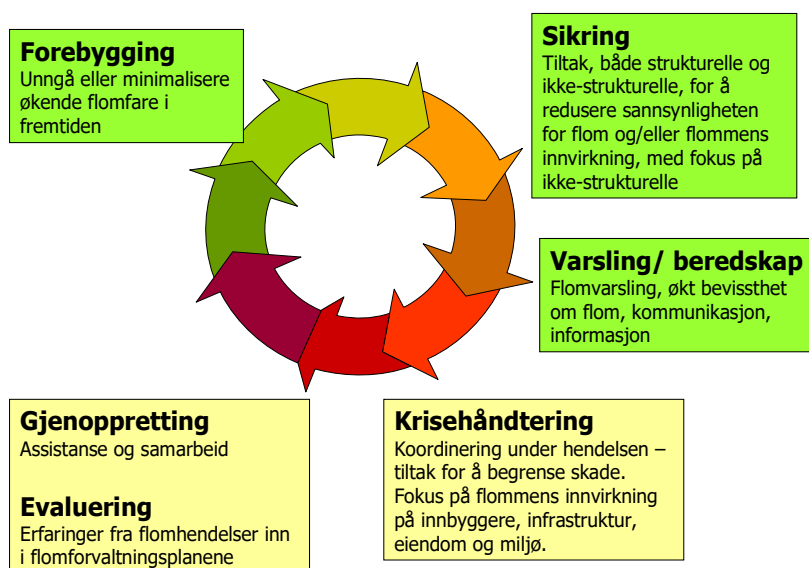 Forebygging
Unngå eller minimalisere
økende flomfare i
fremtiden
Sikring
Tiltak, både strukturelle og
ikke-strukturelle, for å
redusere sannsynligheten
for flom og/eller flommens
innvirkning, med fokus på
ikke-strukturelle
Varsling/ beredskap
Flomvarsling, økt bevissthet
om flom, kommunikasjon,
informasjon
Krisehåndtering
Koordinering under hendelsen –
tiltak for å begrense skade.
Fokus på flommens innvirkning
på innbyggere, infrastruktur,
eiendom og miljø.
Gjenoppretting
Assistanse og samarbeid
Evaluering
Erfaringer fra flomhendelser inn
i flomforvaltningsplanene